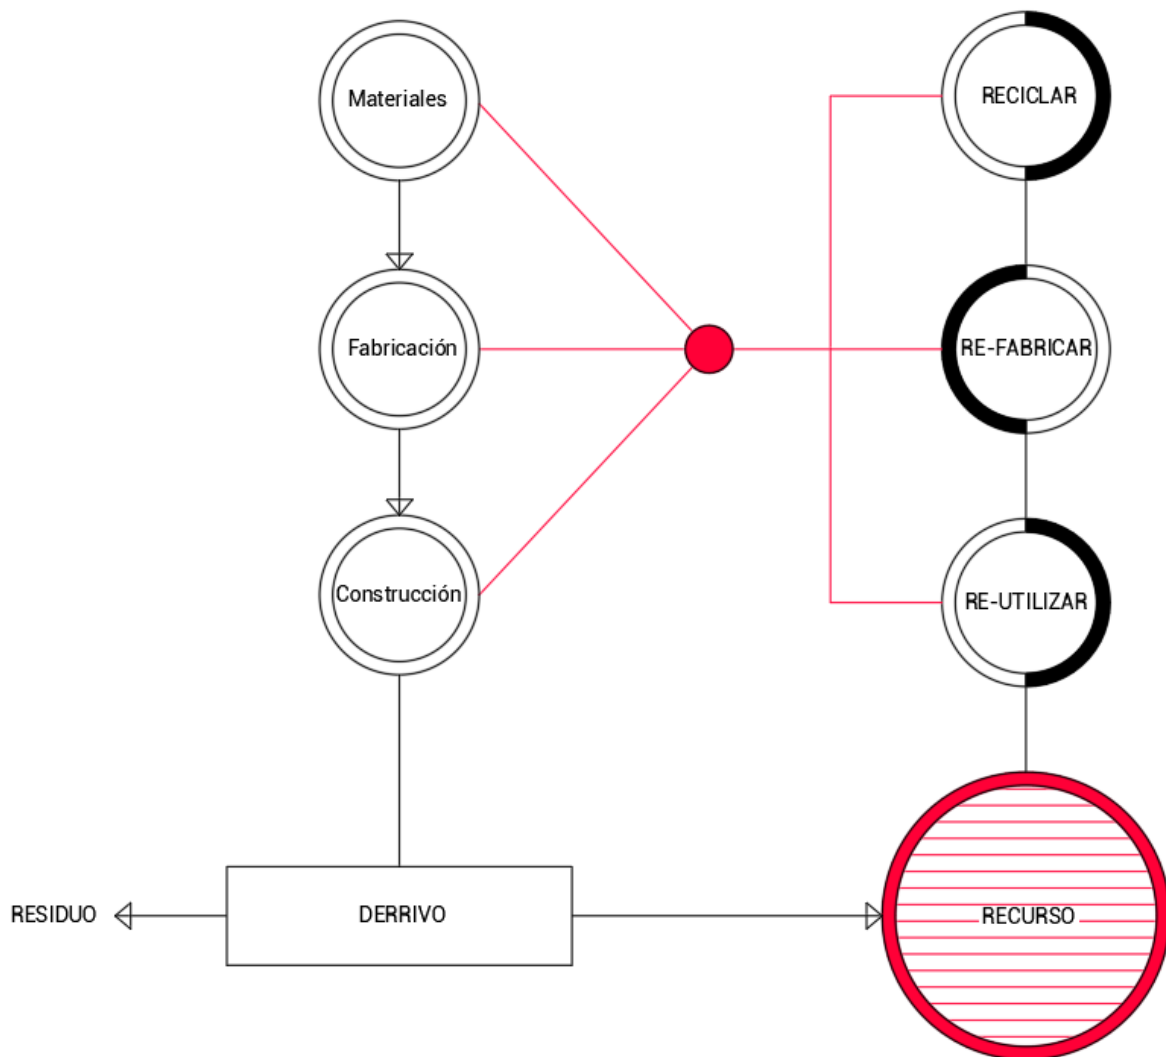 Materiales
RECICLAR
Fabricación
RE-FABRICAR
Construcción
RE-UTILIZAR
RESIDUO
DERRIVO
RECURSO